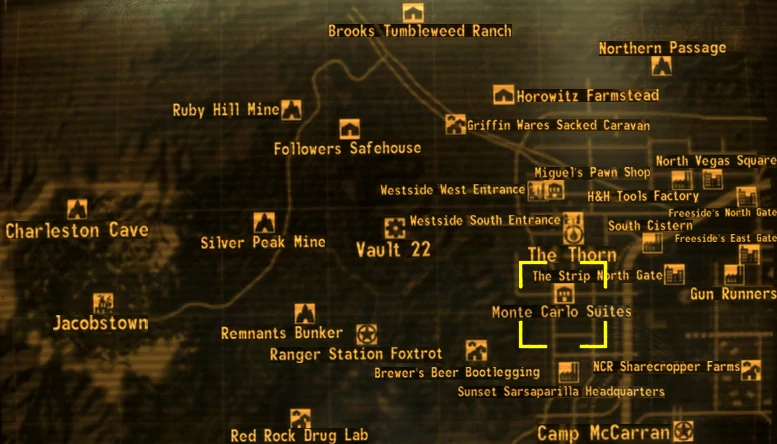 Brooks Tumbleweed Ranch
Northern Passage
Horowitz Farmstead
Ruby Hill Mine
Griffin Wares Sacked Caravan
Followers Safehouse
North Vegas Square
Miguel's Pawn Shop
Westside West Entrance
H&H Tools Factory
Freeside's North Gate
Westside South Entrance
South Cistern
Charleston Cave
Silver Peak Mine
Vault 22
Freeside's East Gate
The Thorn
The Strip North Gate
Gun Runners
Monte Carlo Suites
Jacobstown
Remnants Bunker
Ranger Station Foxtrot
Brewer's Beer Bootlegging
NCR Sharecropper Farms
Sunset Sarsaparilla Headquarters
Red Rock Drug Lab
Camp McCarran